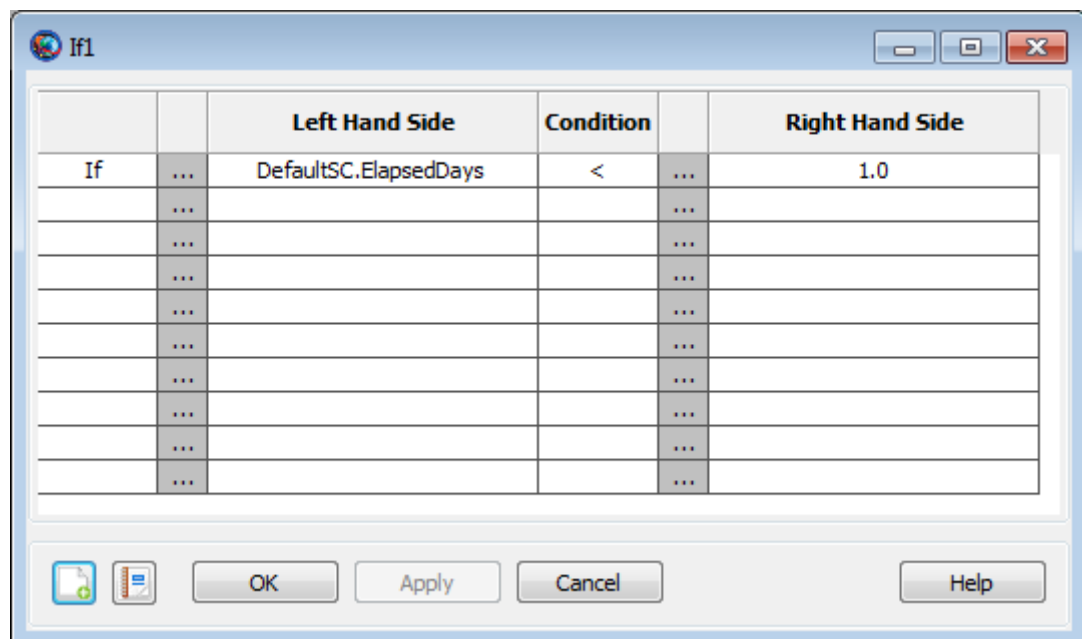 If1
Left Hand Side Condition Right Hand Side
If ... DefaultSC.ElapsedDays < ... 1.0
... ...
... ...
... ...
... ...
... ...
... ...
... ...
... ...
... ...
OK Apply Cancel Help